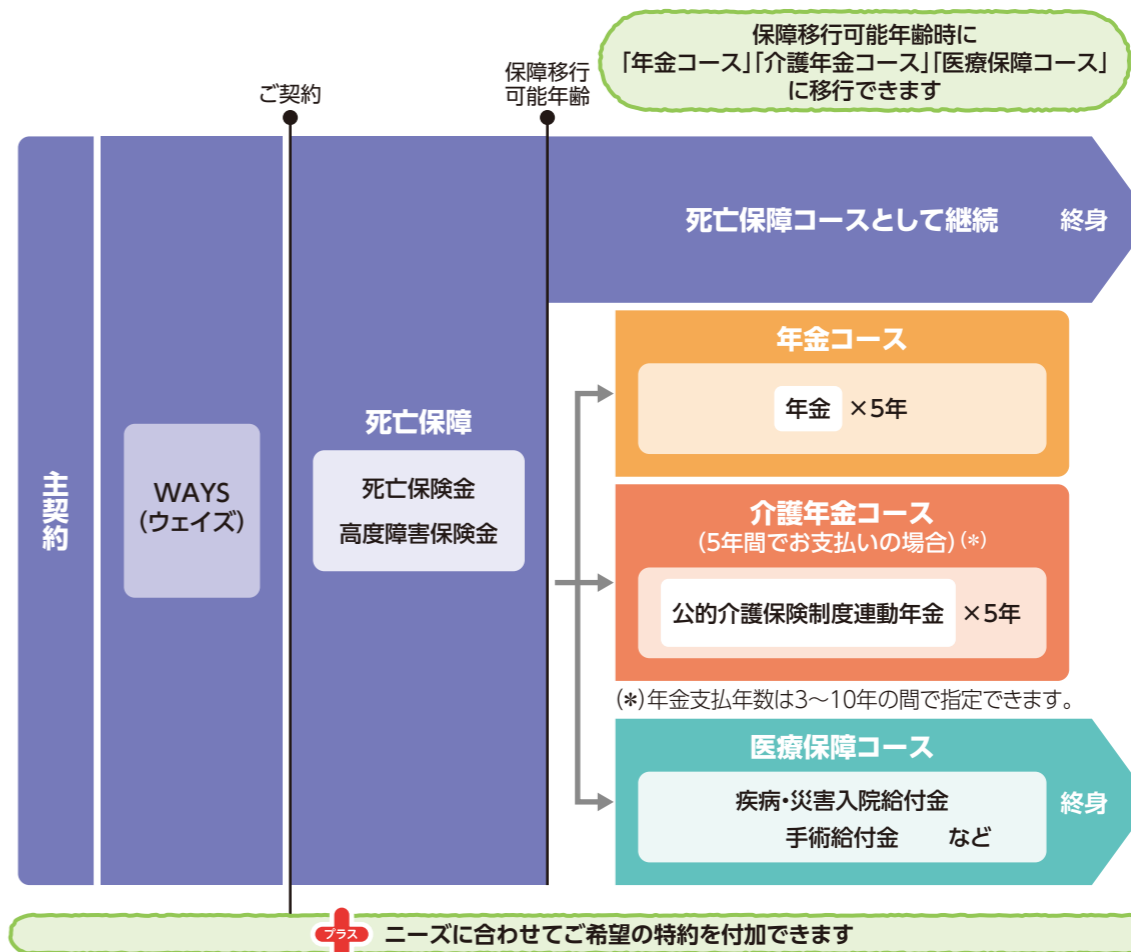 保障移行可能年齢時に
「年金コース」「介護年金コース」「医療保障コース」
に移行できます
ご契約
保障移行
可能年齢
主契約
WAYS
(ウェイズ)
死亡保障
死亡保険金
高度障害保険金
死亡保障コースとして継続 終身
年金コース
年金 ×5年
介護年金コース
(5年間でお支払いの場合)(*)
公的介護保険制度連動年金 ×5年
(*)年金支払年数は3〜10年の間で指定できます。
医療保障コース
疾病・災害入院給付金
手術給付金 など
終身
プラス ニーズに合わせてご希望の特約を付加できます